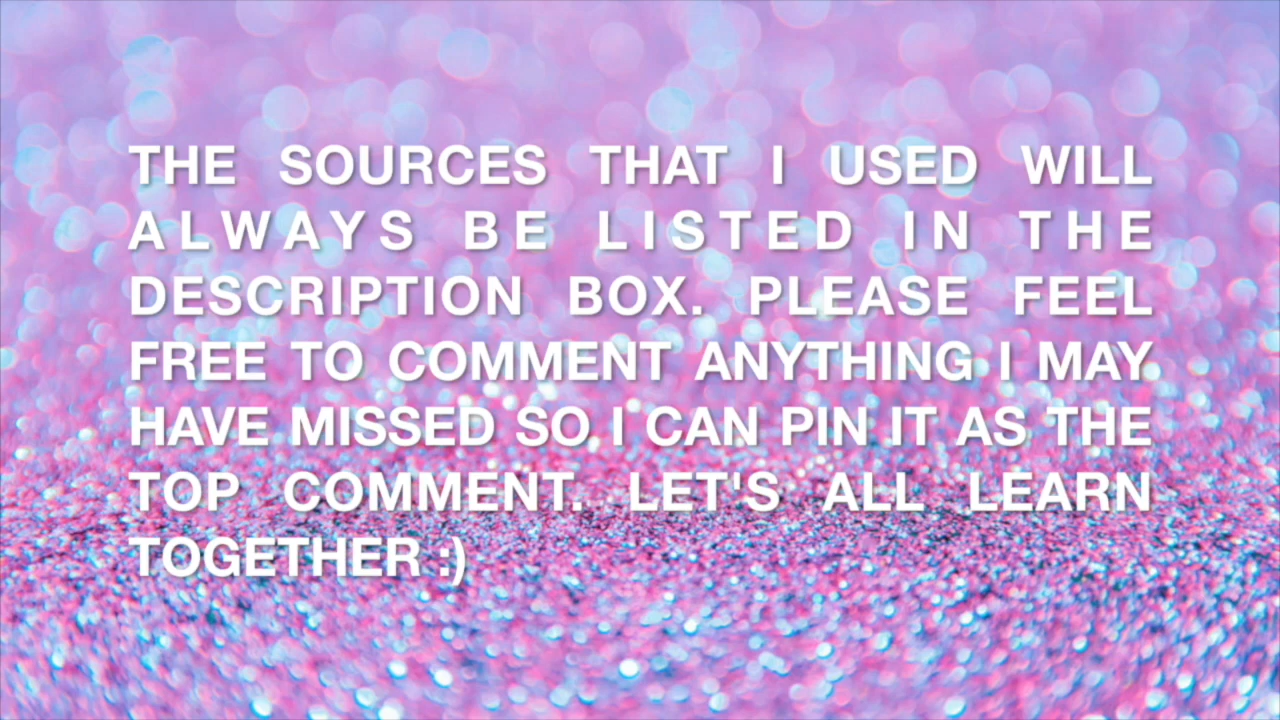 THE SOURCES THAT I USED WILL
ALWAYS BE LISTED IN THE
DESCRIPTION BOX. PLEASE FEEL
FREE TO COMMENT ANYTHING I MAY
HAVE MISSED SO I CAN PIN IT AS THE
TOP COMMENT. LET'S ALL LEARN
TOGETHER :)